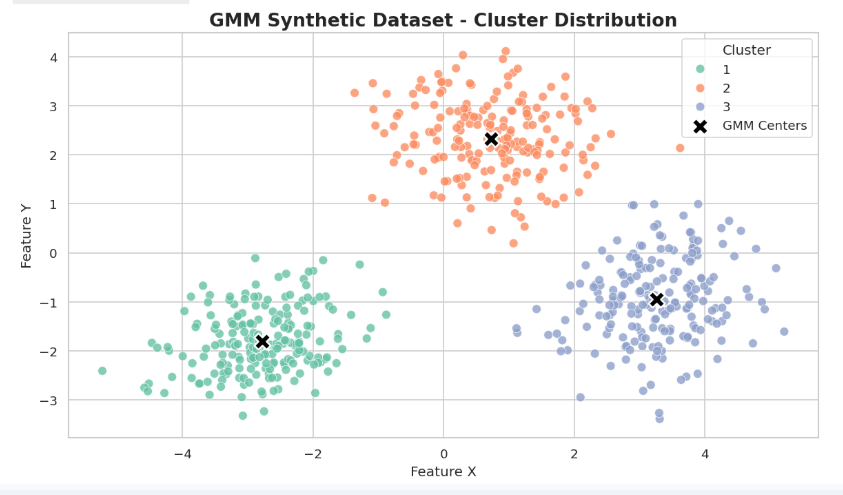 GMM Synthetic Dataset - Cluster Distribution
Cluster
1
2
3
GMM Centers
Feature Y
4
3
2
1
0
−1
−2
−3
−4 −2 0 2 4
Feature X